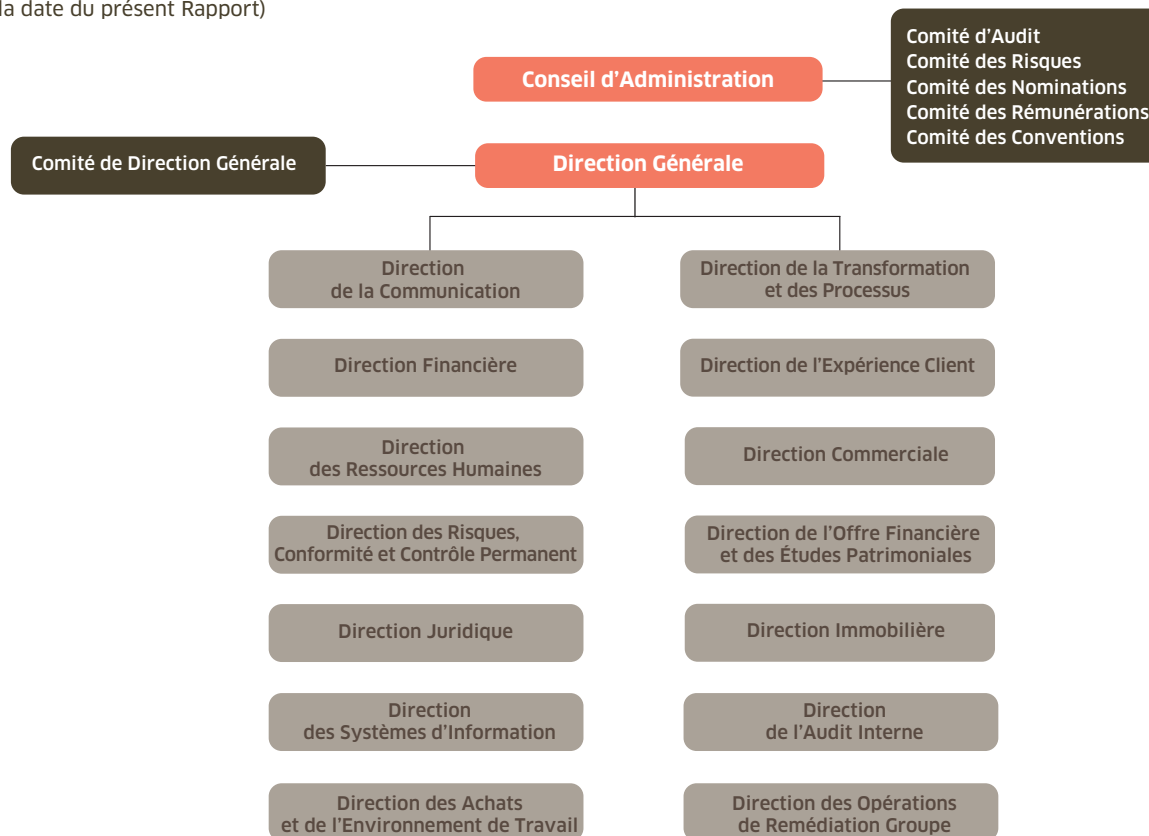 la date du présent Rapport)
Conseil d'Administration
Comité d'Audit
Comité des Risques
Comité des Nominations
Comité des Rémunérations
Comité des Conventions
Comité de Direction Générale
Direction Générale
Direction
de la Communication
Direction de la Transformation
et des Processus
Direction Financière
Direction de l'Expérience Client
Direction
des Ressources Humaines
Direction Commerciale
Direction des Risques,
Conformité et Contrôle Permanent
Direction de l'Offre Financière
et des Études Patrimoniales
Direction Juridique
Direction Immobilière
Direction
des Systèmes d'Information
Direction
de l'Audit Interne
Direction des Achats
et de l'Environnement de Travail
Direction des Opérations
de Remédiation Groupe